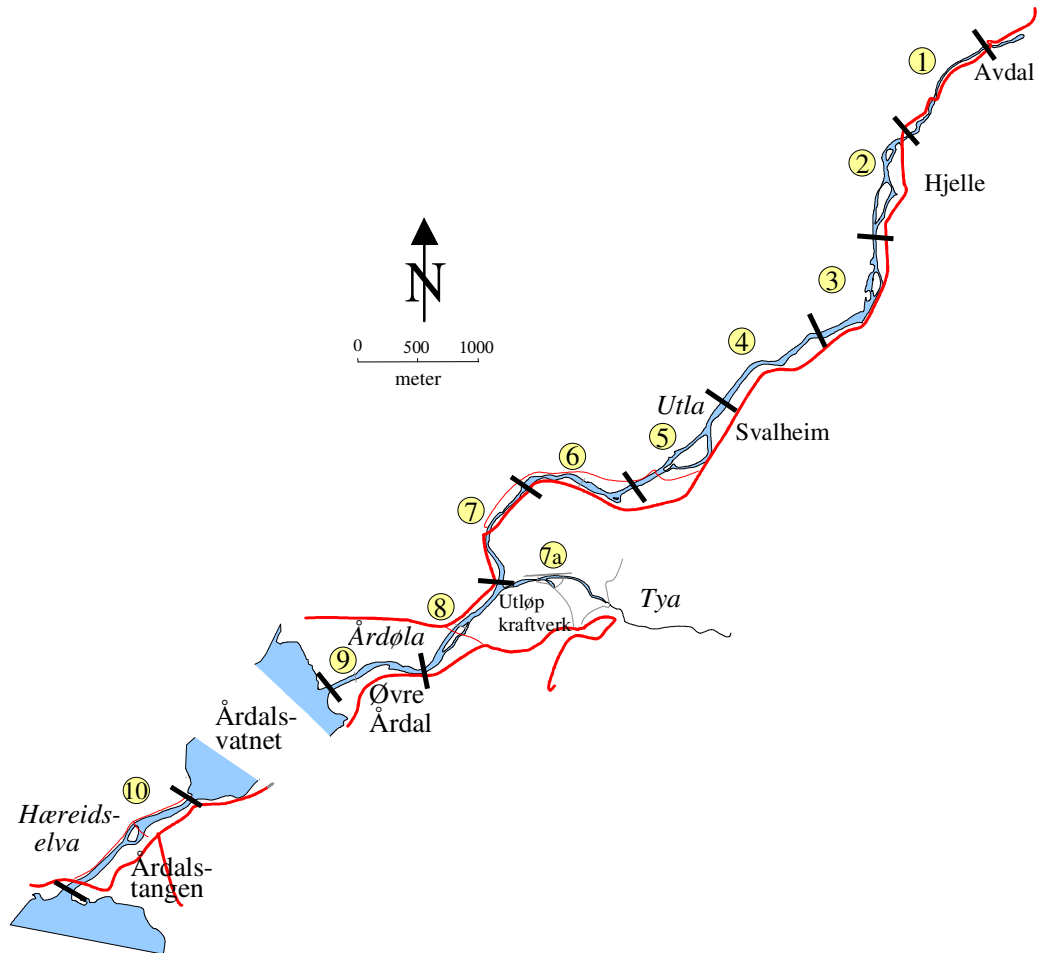 1
Avdal
2
Hjelle
3
N
0 500 1000
meter
4
Utla
Svalheim
5
6
7
7a
Utløp
kraftverk
Tya
8
Årdøla
9
Øvre
Årdal
Årdals-
vatnet
10
Hæreids-
elva
Årdals-
tangen